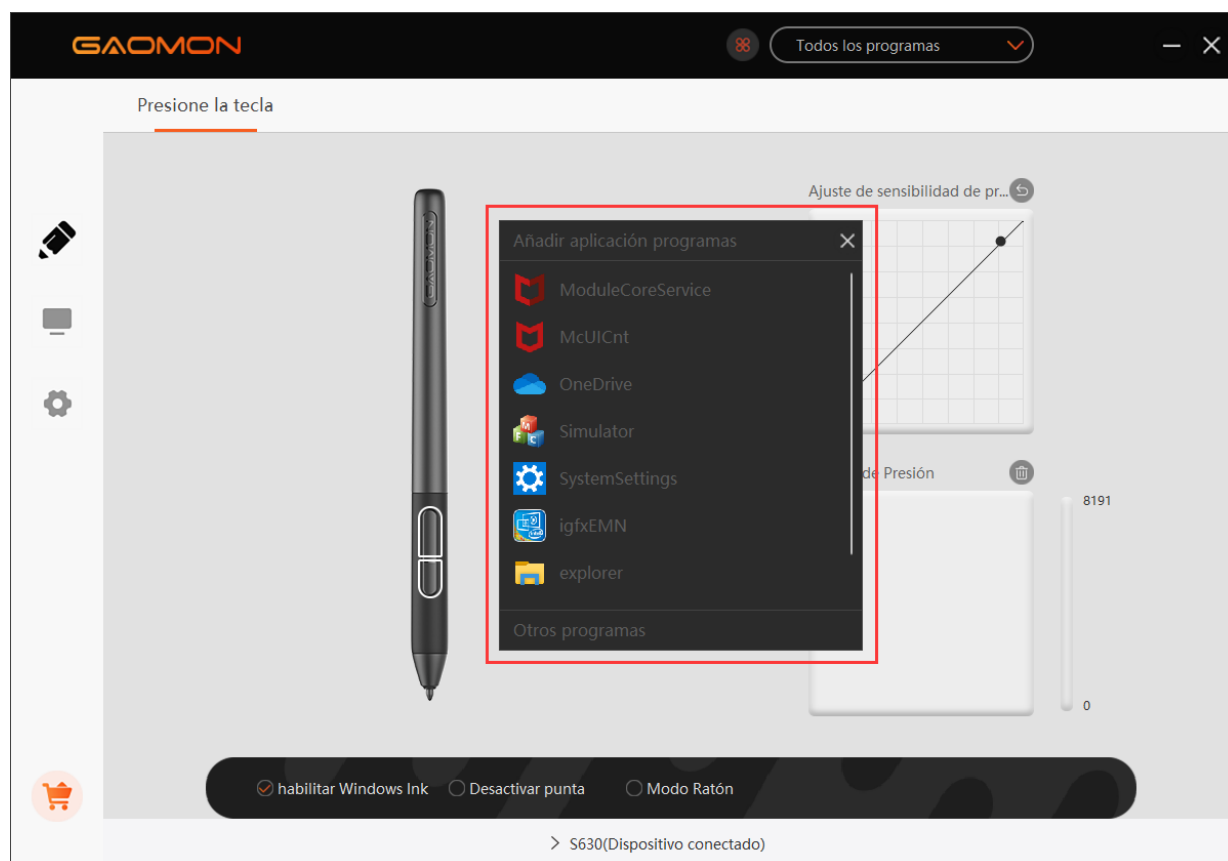 GAOMON
Todos los programas
Presione la tecla
Ajuste de sensibilidad de pr...
GAOMON
Añadir aplicación programas
ModuleCoreService
McUICnt
OneDrive
Simulator
SystemSettings
igfxEMN
explorer
Otros programas
de Presión
8191
0
habilitar Windows Ink
Desactivar punta
Modo Ratón
S630(Dispositivo conectado)